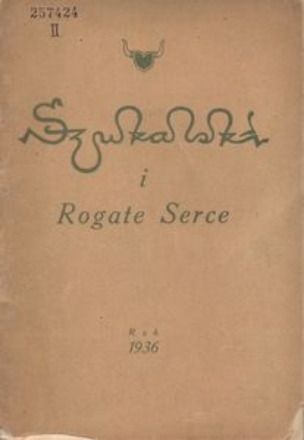 257424
II
Szukalski
i
Rogate Serce
Rok
1936